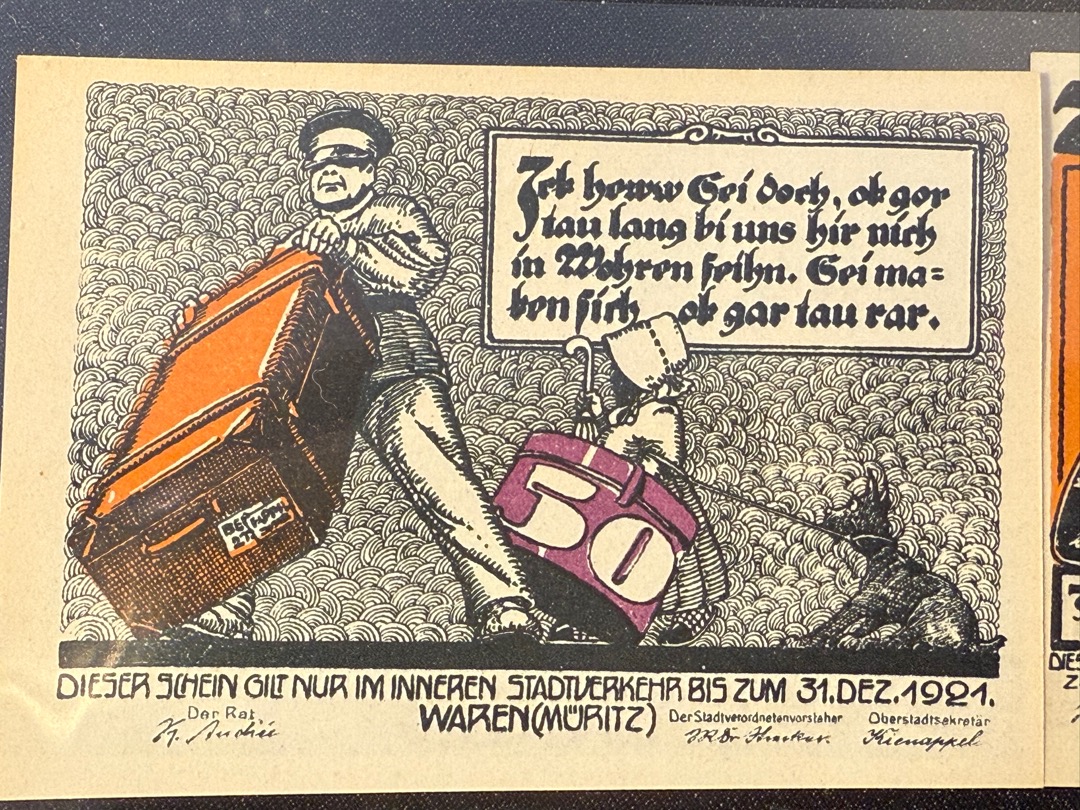 Ick howw Sei doch, ok gor
tau lang bi uns hir nich
in Wohren seihn. Sei ma=
ken sich ok gar tau rar.
50
DIESER SCHEIN GILT NUR IM INNEREN STADTVERKEHR BIS ZUM 31.DEZ.1921.
WAREN (MÜRITZ)
Der Rat
Der Stadtverordnetenvorsteher
Oberstadtsekretär
Kienappel